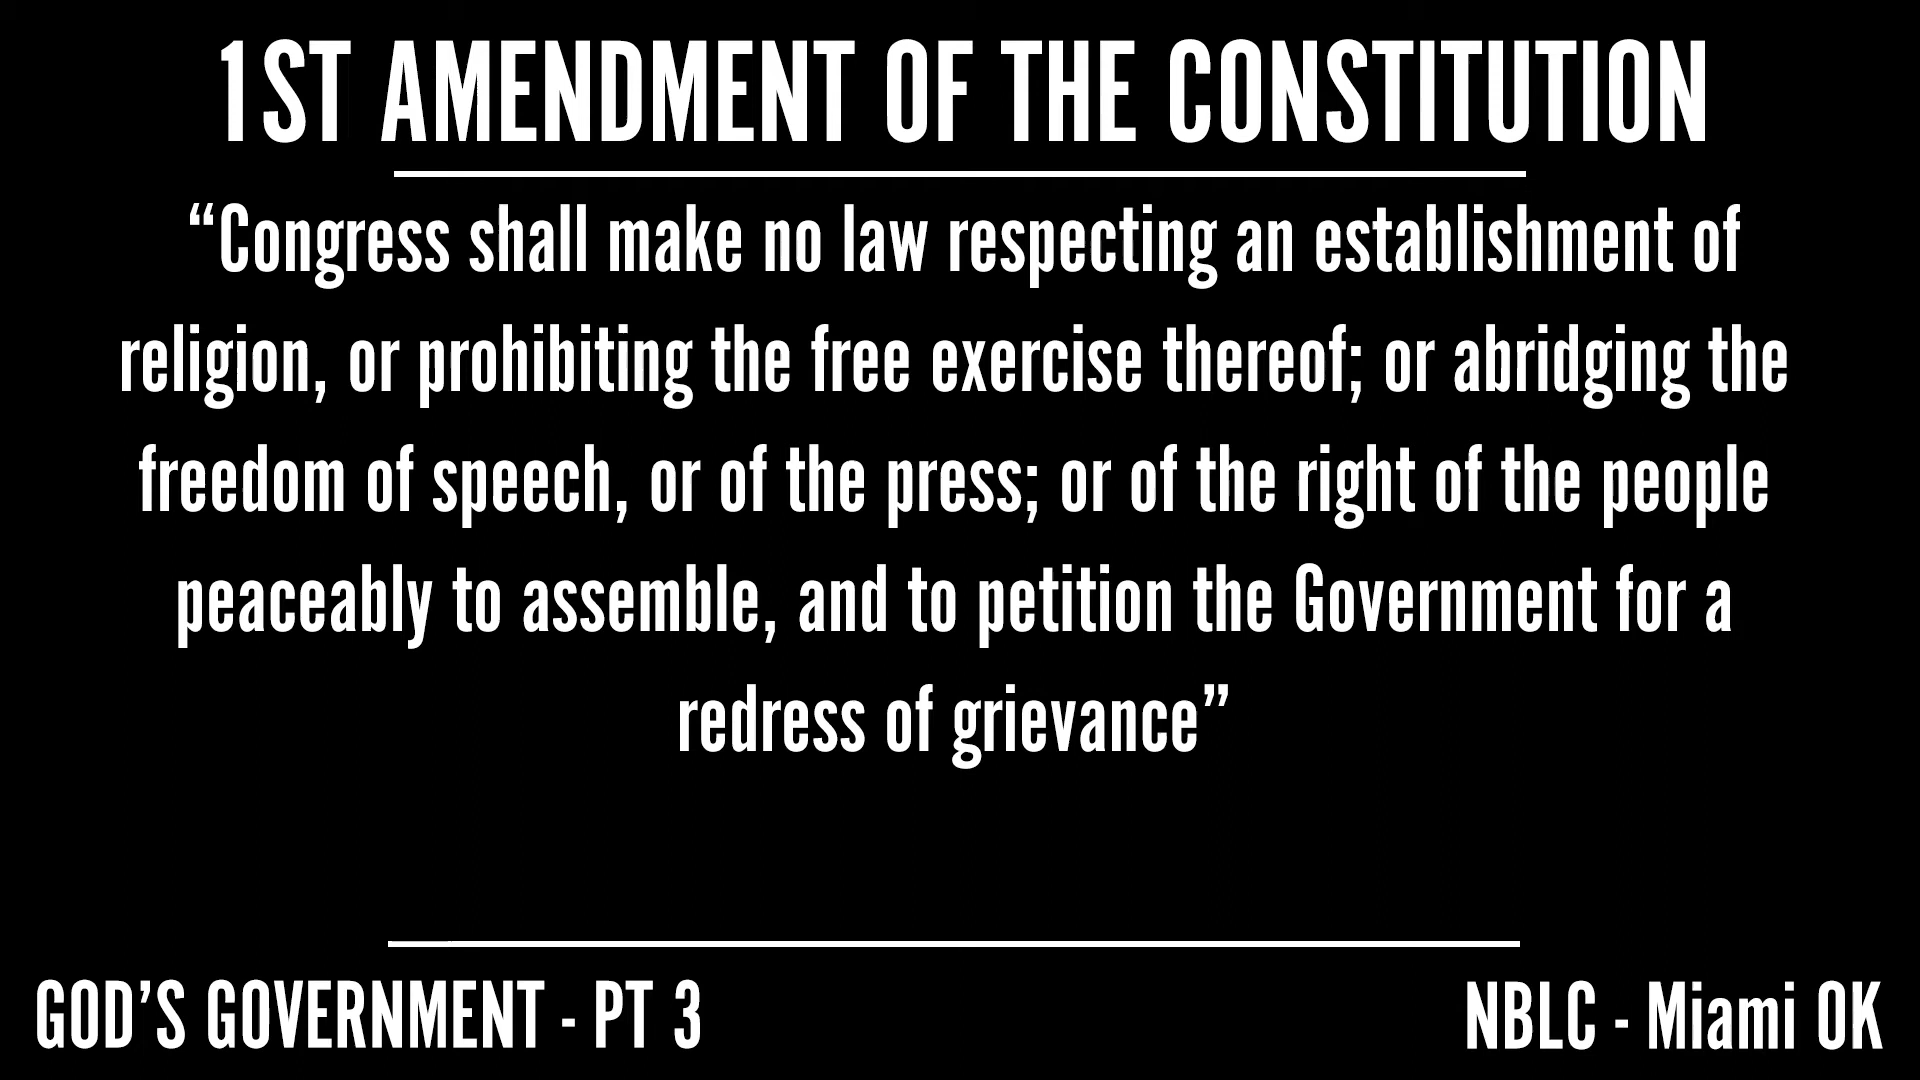 1ST AMENDMENT OF THE CONSTITUTION
“Congress shall make no law respecting an establishment of
religion, or prohibiting the free exercise thereof; or abridging the
freedom of speech, or of the press; or of the right of the people
peaceably to assemble, and to petition the Government for a
redress of grievance”
GOD’S GOVERNMENT - PT 3
NBLC - Miami OK